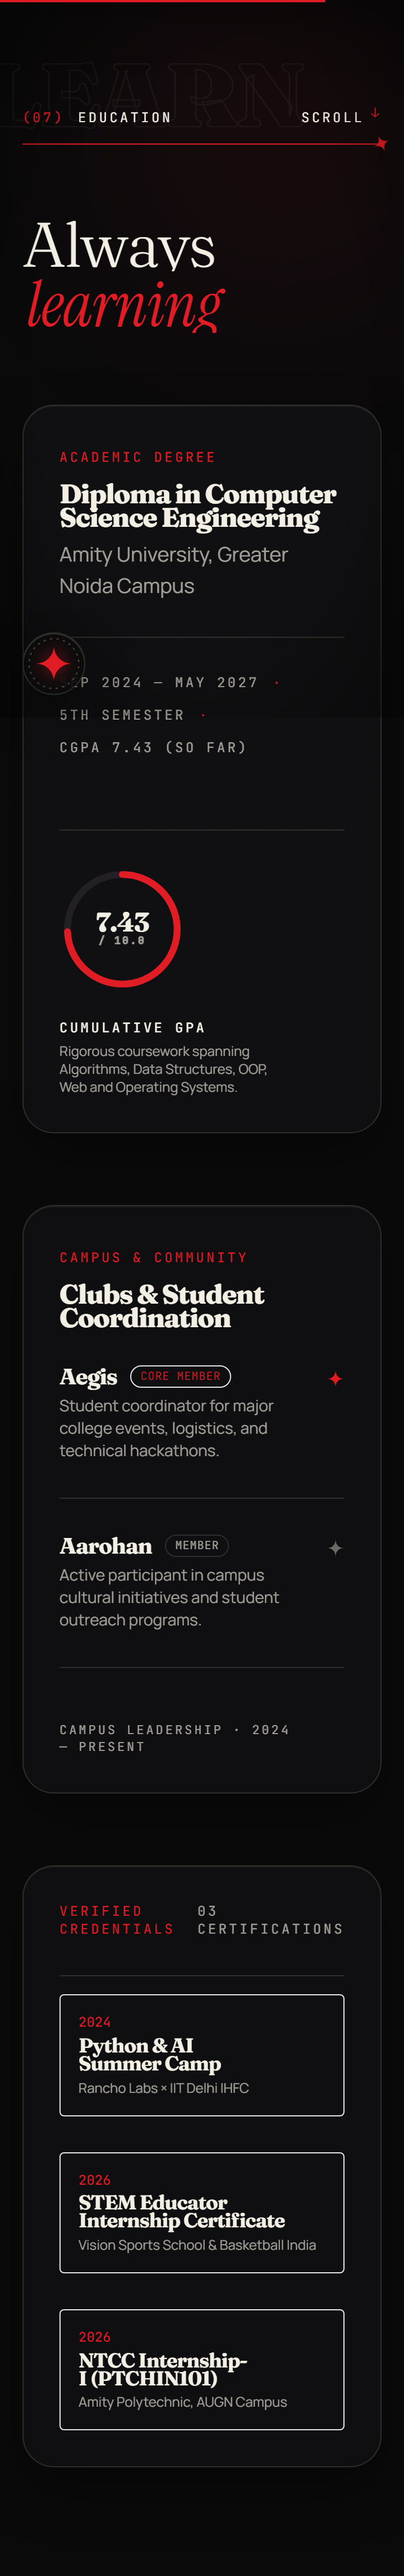 LEARN
(07) EDUCATION
SCROLL ↓
Always
learning
ACADEMIC DEGREE
Diploma in Computer
Science Engineering
Amity University, Greater
Noida Campus
2024 — MAY 2027 ·
5TH SEMESTER ·
CGPA 7.43 (SO FAR)
7.43
/ 10.0
CUMULATIVE GPA
Rigorous coursework spanning
Algorithms, Data Structures, OOP,
Web and Operating Systems.
CAMPUS & COMMUNITY
Clubs & Student
Coordination
Aegis CORE MEMBER
Student coordinator for major
college events, logistics, and
technical hackathons.
Aarohan MEMBER
Active participant in campus
cultural initiatives and student
outreach programs.
CAMPUS LEADERSHIP · 2024
— PRESENT
VERIFIED
CREDENTIALS
03
CERTIFICATIONS
2024
Python & AI
Summer Camp
Rancho Labs × IIT Delhi IHFC
2026
STEM Educator
Internship Certificate
Vision Sports School & Basketball India
2026
NTCC Internship-
I (PTCHIN101)
Amity Polytechnic, AUGN Campus